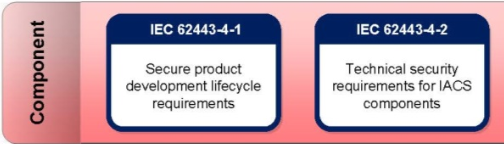 Component
IEC 62443-4-1
Secure product
development lifecycle
requirements
IEC 62443-4-2
Technical security
requirements for IACS
components